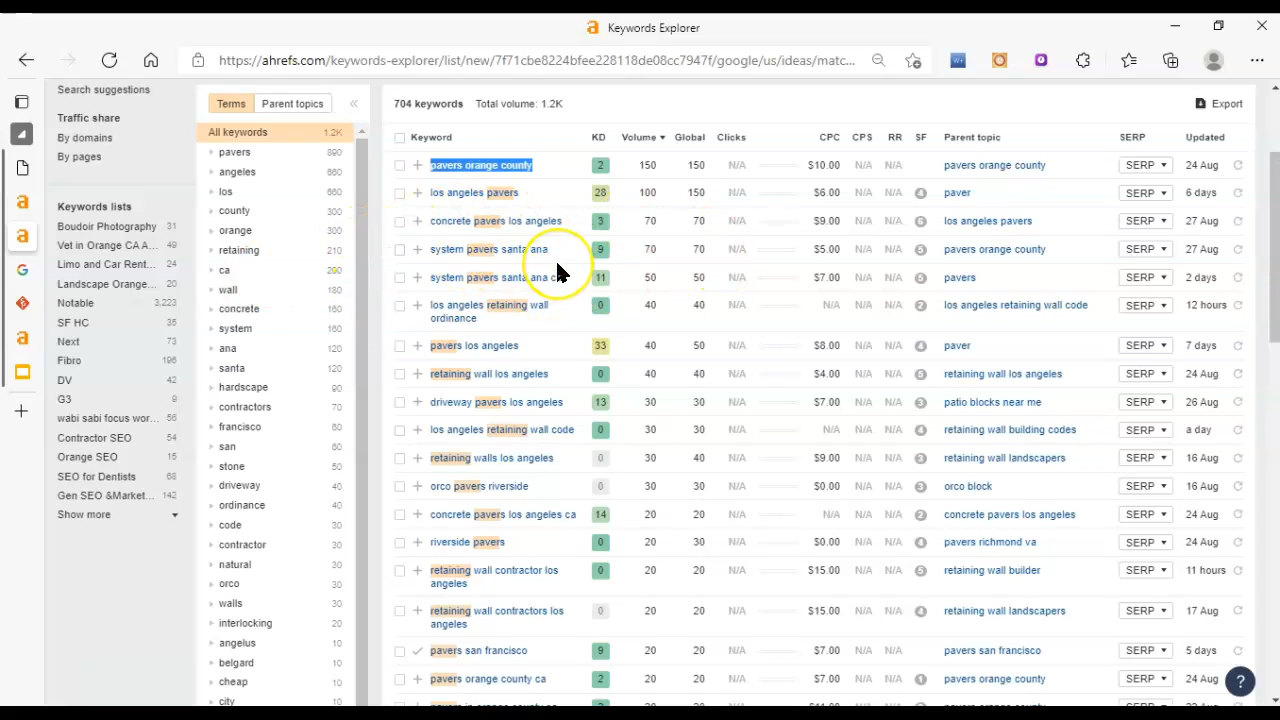 Keywords Explorer
https://ahrefs.com/keywords-explorer/list/new/7f71cbe8224bfee228118de08cc7947f/google/us/ideas/matc...
Search suggestions
Traffic share
By domains
By pages
Keywords lists
Boudoir Photography 31
Vet in Orange CA A... 49
Limo and Car Rent... 24
Landscape Orange... 20
Notable 3,223
SF HC 35
Next 73
Fibro 196
DV 42
G3 9
wabi sabi focus wor... 56
Contractor SEO 54
Orange SEO 15
SEO for Dentists 68
Gen SEO &Market... 142
Show more
Terms Parent topics
All keywords 1.2K
pavers 890
angeles 660
los 660
county 300
orange 300
retaining 210
ca 200
wall 180
concrete 160
system 160
ana 120
santa 120
hardscape 90
contractors 70
francisco 60
san 60
stone 50
driveway 40
ordinance 40
code 30
contractor 30
natural 30
orco 30
walls 30
interlocking 20
angelus 10
belgard 10
cheap 10
city 10
704 keywords Total volume: 1.2K Export
Keyword KD Volume Global Clicks CPC CPS RR SF Parent topic SERP Updated
pavers orange county 2 150 150 N/A $10.00 N/A N/A pavers orange county SERP 24 Aug
los angeles pavers 28 100 150 N/A $6.00 N/A N/A 4 paver SERP 6 days
concrete pavers los angeles 3 70 70 N/A $9.00 N/A N/A 6 los angeles pavers SERP 27 Aug
system pavers santa ana 9 70 70 N/A $5.00 N/A N/A 5 pavers orange county SERP 27 Aug
system pavers santa ana 11 50 50 N/A $7.00 N/A N/A 5 pavers SERP 2 days
los angeles retaining wall
ordinance 0 40 40 N/A N/A N/A N/A 2 los angeles retaining wall code SERP 12 hours
pavers los angeles 33 40 50 N/A $8.00 N/A N/A 4 paver SERP 7 days
retaining wall los angeles 0 40 40 N/A $4.00 N/A N/A 5 retaining wall los angeles SERP 24 Aug
driveway pavers los angeles 13 30 30 N/A $7.00 N/A N/A 3 patio blocks near me SERP 26 Aug
los angeles retaining wall code 0 30 30 N/A N/A N/A N/A 4 retaining wall building codes SERP a day
retaining walls los angeles 0 30 40 N/A $9.00 N/A N/A 3 retaining wall landscapers SERP 16 Aug
orco pavers riverside 0 30 30 N/A $0.00 N/A N/A 3 orco block SERP 16 Aug
concrete pavers los angeles ca 14 20 20 N/A N/A N/A N/A 2 concrete pavers los angeles SERP 24 Aug
riverside pavers 0 20 30 N/A $0.00 N/A N/A 4 pavers richmond va SERP 24 Aug
retaining wall contractor los
angeles 0 20 20 N/A $15.00 N/A N/A 5 retaining wall builder SERP 11 hours
retaining wall contractors los
angeles 0 20 20 N/A $15.00 N/A N/A 4 retaining wall landscapers SERP 17 Aug
pavers san francisco 9 20 20 N/A $7.00 N/A N/A 4 pavers san francisco SERP 5 days
pavers orange county ca 2 20 20 N/A $7.00 N/A N/A 1 pavers orange county SERP 24 Aug